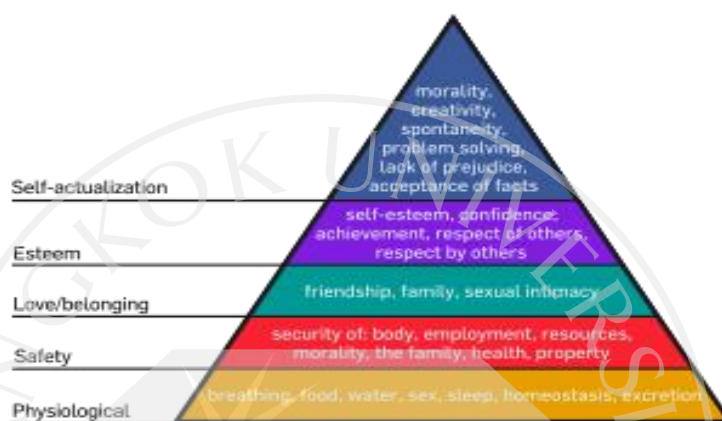 morality,
creativity,
spontaneity,
problem solving,
lack of prejudice,
acceptance of facts
Self-actualization
self-esteem, confidence,
achievement, respect of others,
respect by others
Esteem
friendship, family, sexual intimacy
Love/belonging
security of: body, employment, resources,
morality, the family, health, property
Safety
breathing, food, water, sex, sleep, homeostasis, excretion
Physiological
NGKOK UNIVERSI